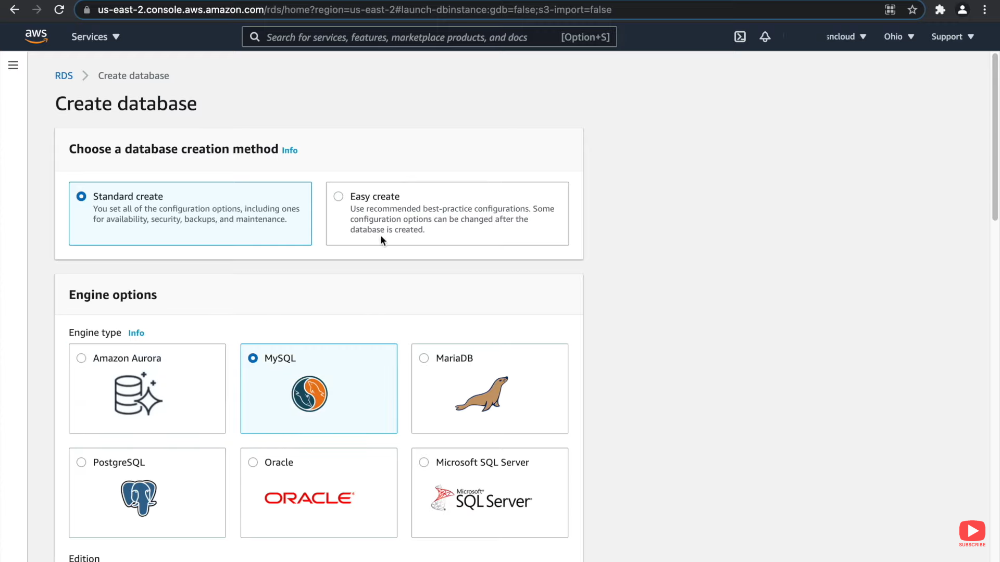 us-east-2.console.aws.amazon.com/rds/home?region=us-east-2#launch-dbinstance:gdb=false;s3-import=false
aws
Services
Search for services, features, marketplace products, and docs
[Option+S]
sncloud
Ohio
Support
RDS
Create database
Create database
Choose a database creation method Info
Standard create
You set all of the configuration options, including ones
for availability, security, backups, and maintenance.
Easy create
Use recommended best-practice configurations. Some
configuration options can be changed after the
database is created.
Engine options
Engine type Info
Amazon Aurora
MySQL
MariaDB
PostgreSQL
Oracle
ORACLE
Microsoft SQL Server
Microsoft
SQL Server
SUBSCRIBE
Edition